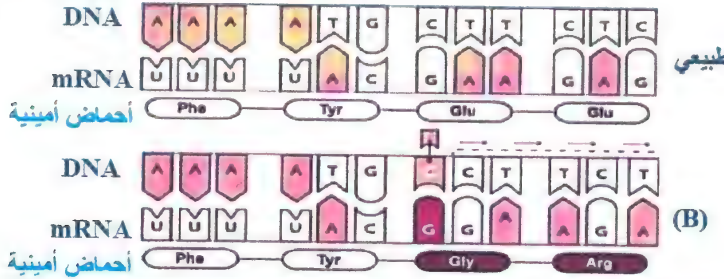 DNA A A A A T G C T T C T C
mRNA U U U U A C G A A G A G طبيعي
أحماض أمينية Phe Tyr Glu Glu
DNA A A A A T G C C T T C T
mRNA U U U U A C G G A A G A (B)
أحماض أمينية Phe Tyr Gly Arg